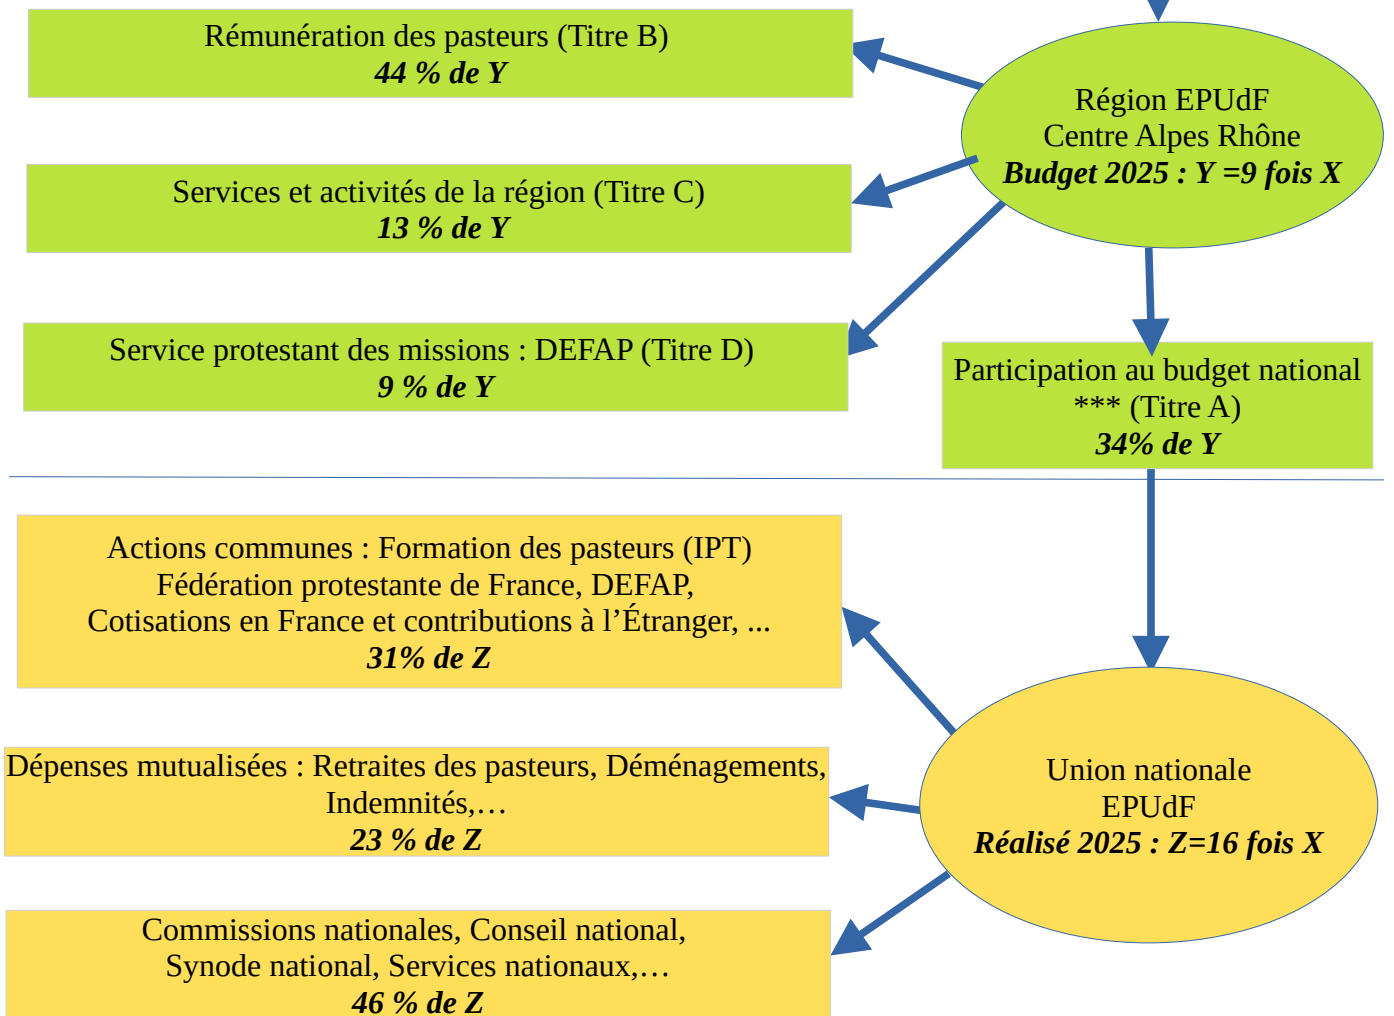 Rémunération des pasteurs (Titre B)
44 % de Y
Région EPUdF
Centre Alpes Rhône
Budget 2025 : Y =9 fois X
Services et activités de la région (Titre C)
13 % de Y
Service protestant des missions : DEFAP (Titre D)
9 % de Y
Participation au budget national
*** (Titre A)
34% de Y
Actions communes : Formation des pasteurs (IPT)
Fédération protestante de France, DEFAP,
Cotisations en France et contributions à l’Étranger, ...
31% de Z
Dépenses mutualisées : Retraites des pasteurs, Déménagements,
Indemnités,…
23 % de Z
Union nationale
EPUdF
Réalisé 2025 : Z=16 fois X
Commissions nationales, Conseil national,
Synode national, Services nationaux,…
46 % de Z